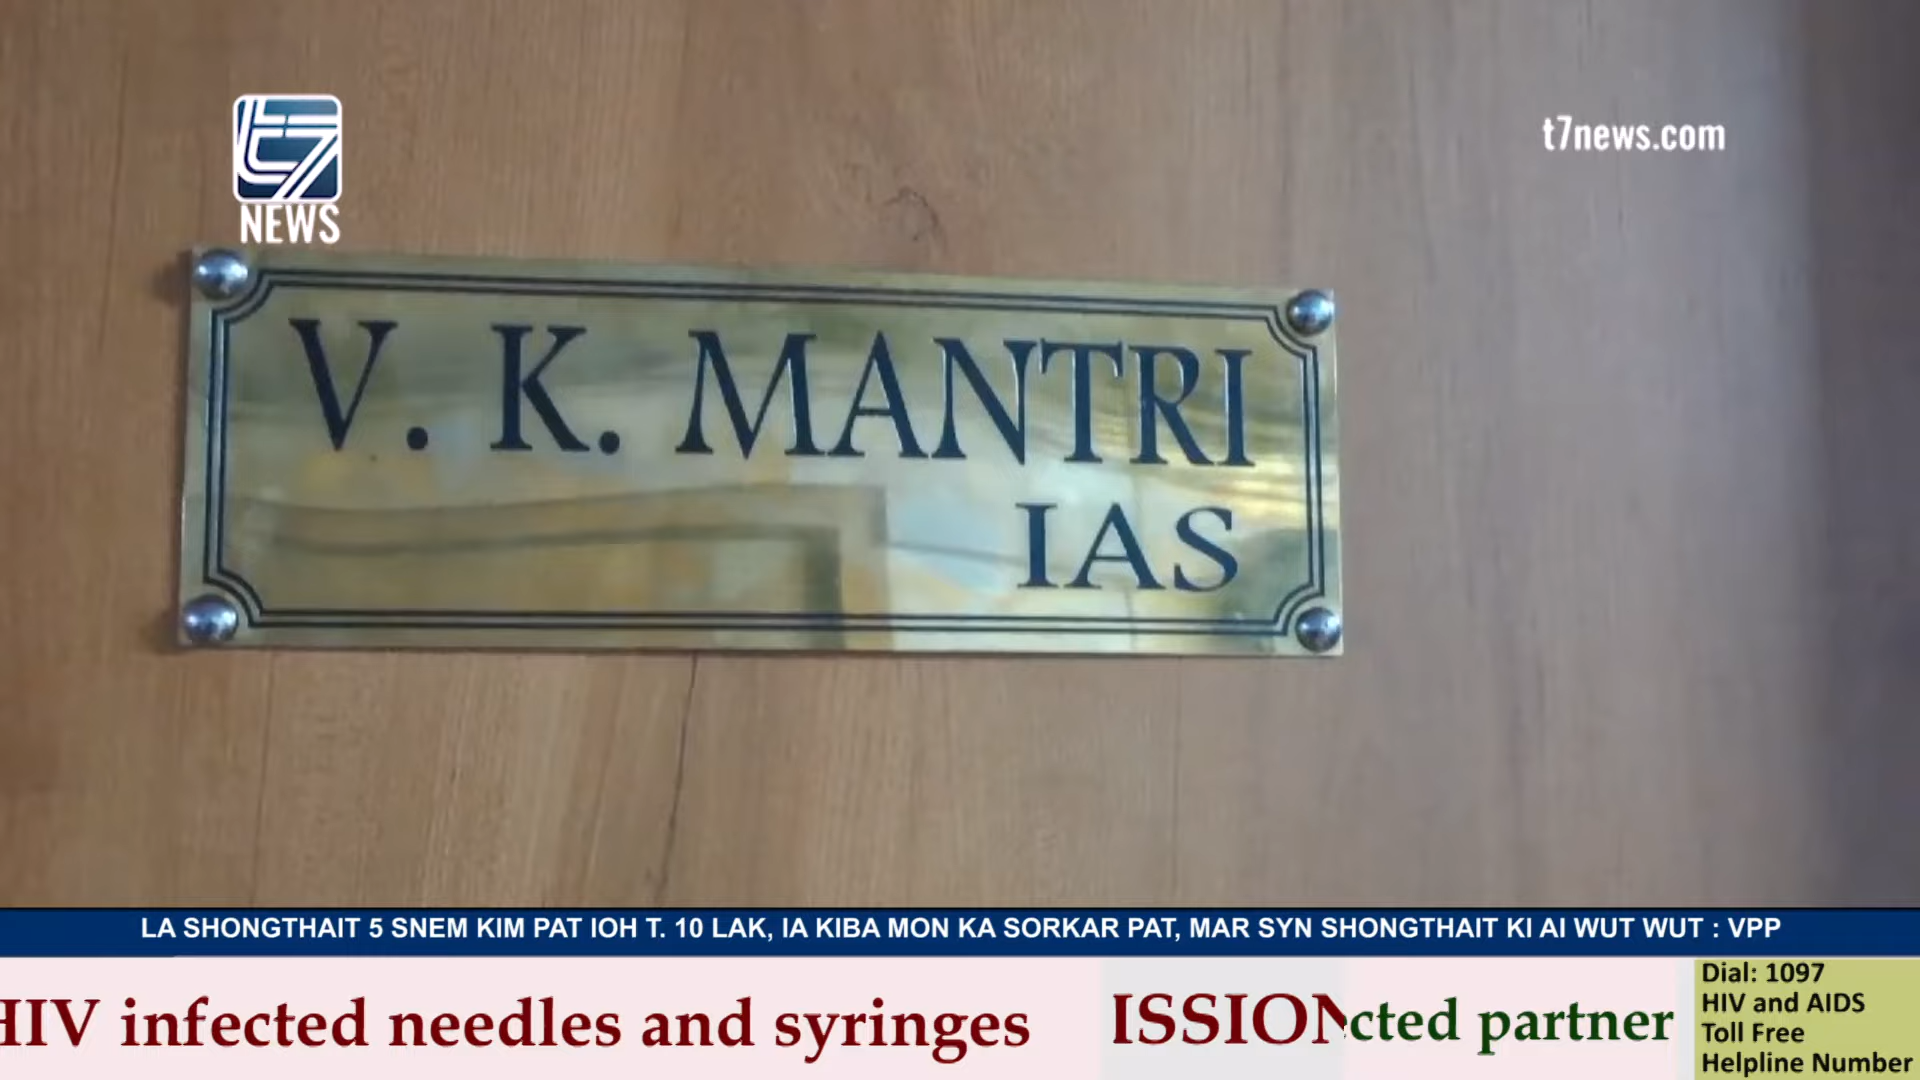 t7
NEWS
t7news.com
V. K. MANTRI
IAS
LA SHONGTHAIT 5 SNEM KIM PAT IOH T. 10 LAK, IA KIBA MON KA SORKAR PAT, MAR SYN SHONGTHAIT KI AI WUT WUT : VPP
HIV infected needles and syringes
Dial: 1097
HIV and AIDS
Toll Free
Helpline Number
partner